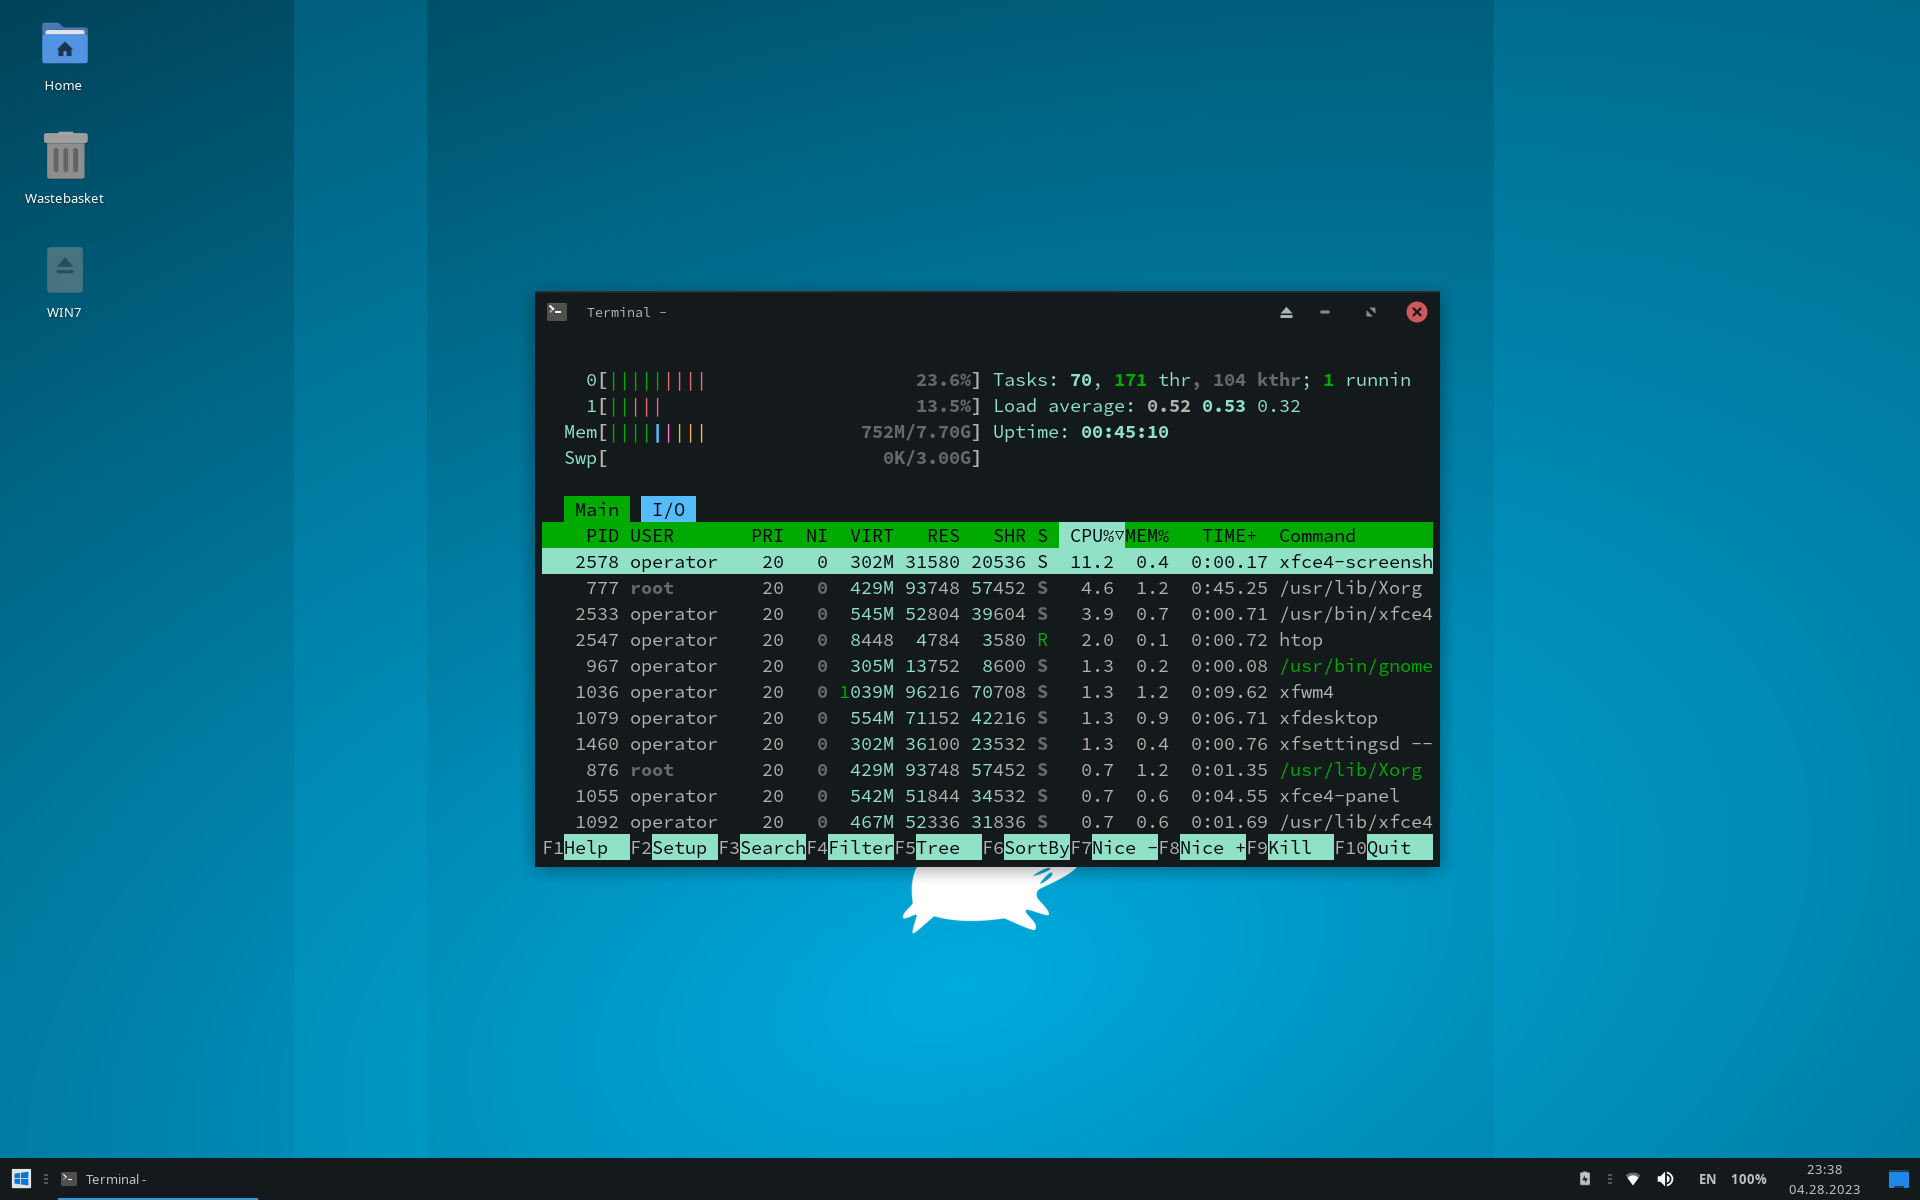 Home
Wastebasket
WIN7
Terminal -
0[||||||||| 23.6%] Tasks: 70, 171 thr, 104 kthr; 1 runnin
1[||||| 13.5%] Load average: 0.52 0.53 0.32
Mem[||||||||| 752M/7.70G] Uptime: 00:45:10
Swp[ 0K/3.00G]
Main I/O
PID USER PRI NI VIRT RES SHR S CPU%▽MEM% TIME+ Command
2578 operator 20 0 302M 31580 20536 S 11.2 0.4 0:00.17 xfce4-screensh
777 root 20 0 429M 93748 57452 S 4.6 1.2 0:45.25 /usr/lib/Xorg
2533 operator 20 0 545M 52804 39604 S 3.9 0.7 0:00.71 /usr/bin/xfce4
2547 operator 20 0 8448 4784 3580 R 2.0 0.1 0:00.72 htop
967 operator 20 0 305M 13752 8600 S 1.3 0.2 0:00.08 /usr/bin/gnome
1036 operator 20 0 1039M 96216 70708 S 1.3 1.2 0:09.62 xfwm4
1079 operator 20 0 554M 71152 42216 S 1.3 0.9 0:06.71 xfdesktop
1460 operator 20 0 302M 36100 23532 S 1.3 0.4 0:00.76 xfsettingsd --
876 root 20 0 429M 93748 57452 S 0.7 1.2 0:01.35 /usr/lib/Xorg
1055 operator 20 0 542M 51844 34532 S 0.7 0.6 0:04.55 xfce4-panel
1092 operator 20 0 467M 52336 31836 S 0.7 0.6 0:01.69 /usr/lib/xfce4
F1Help F2Setup F3SearchF4FilterF5Tree F6SortByF7Nice -F8Nice +F9Kill F10Quit
Terminal -
EN 100%
23:38
04.28.2023